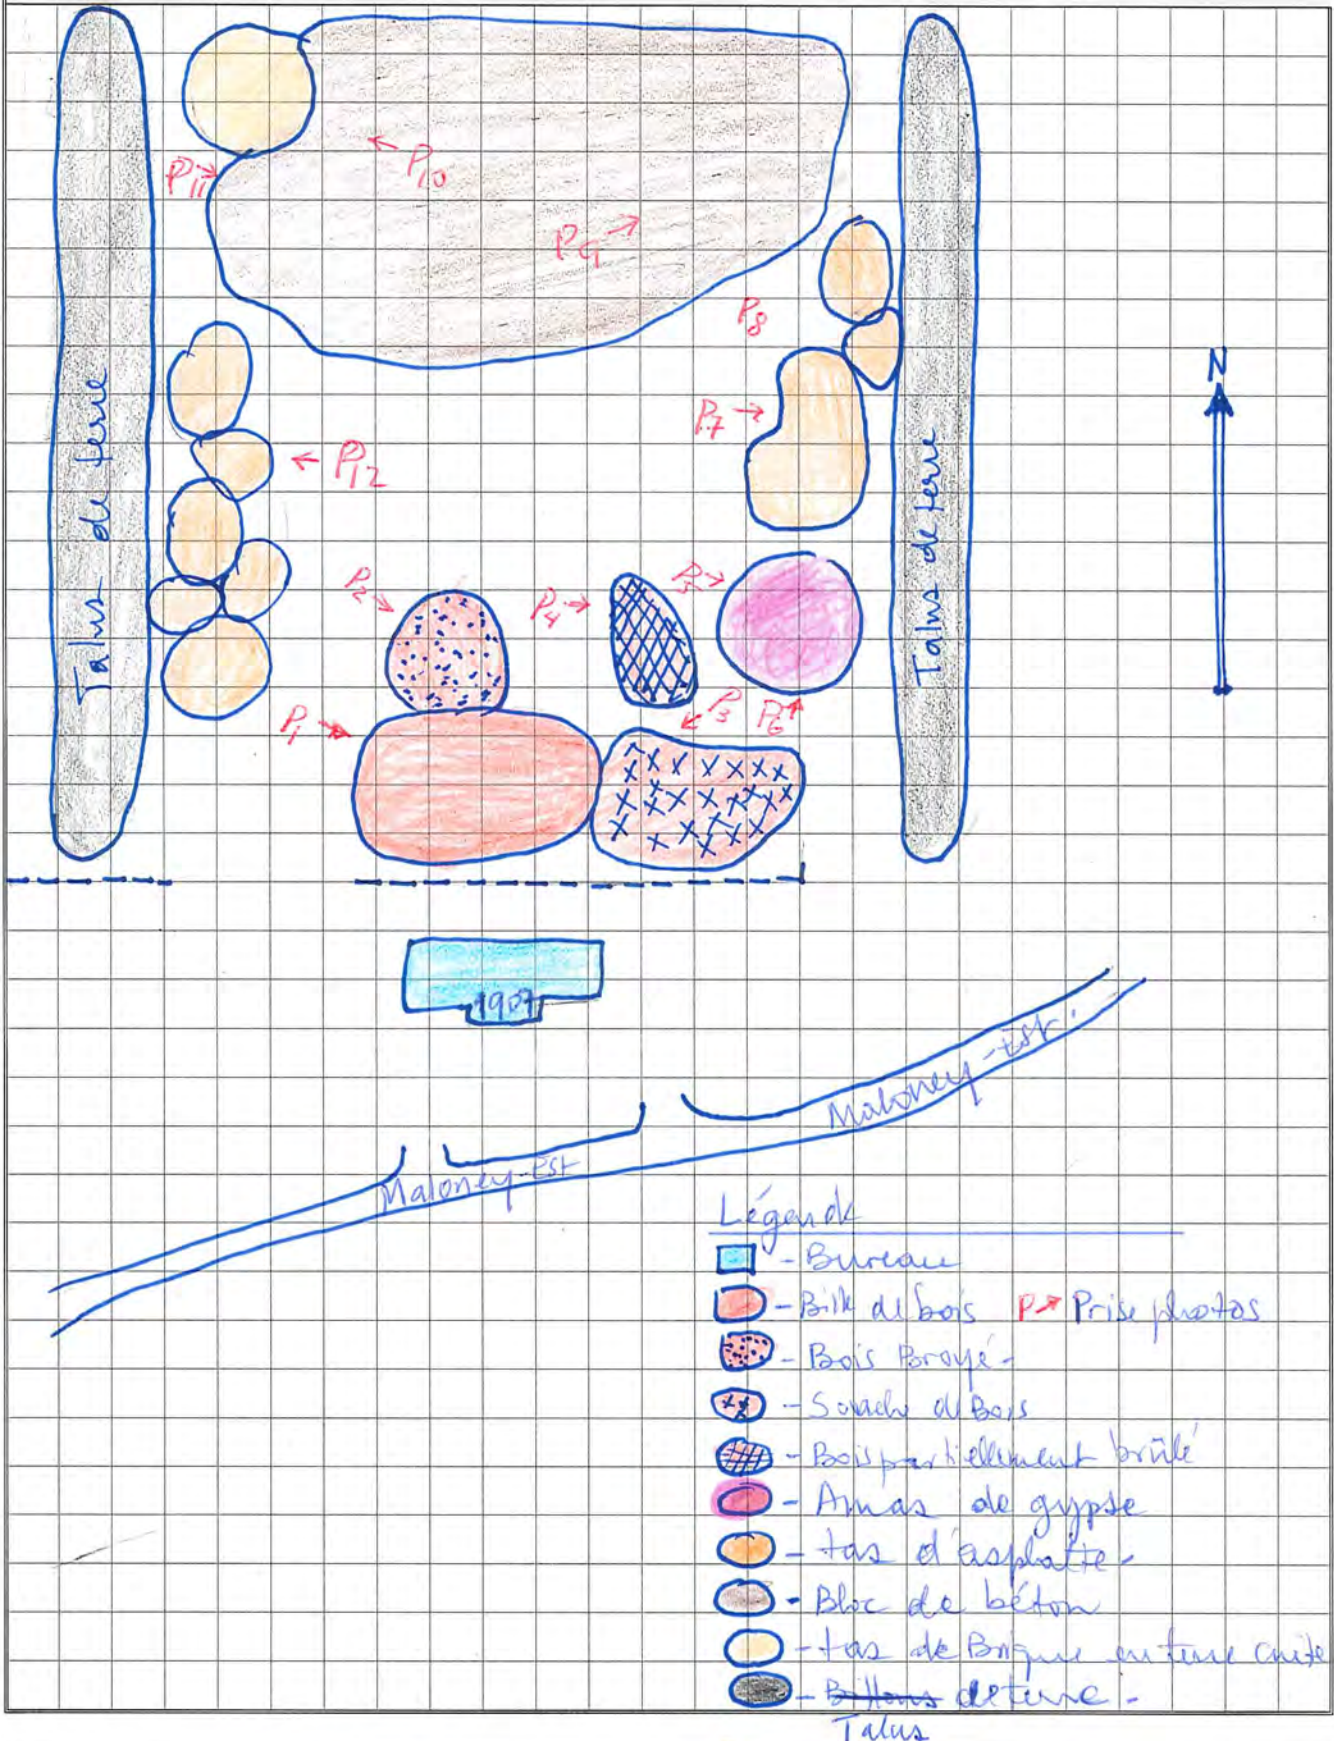 P11 →
← P10
P9 →
P8
P7 →
← P12
Talus de terre
Talus de terre
N
P2
P4 →
P5 →
P1 →
P3
P6
1907
Maloney-Est.
Maloney-Est
Légende
- Bureau
- Bille de bois P→ Prise photos
- Bois Broyé -
- Souche de Bois
- Bois partiellement brûlé
- Amas de gypse
- tas d'asphalte -
- Bloc de béton
- tas de Brique en terre cuite
- Billons de terre -
Talus